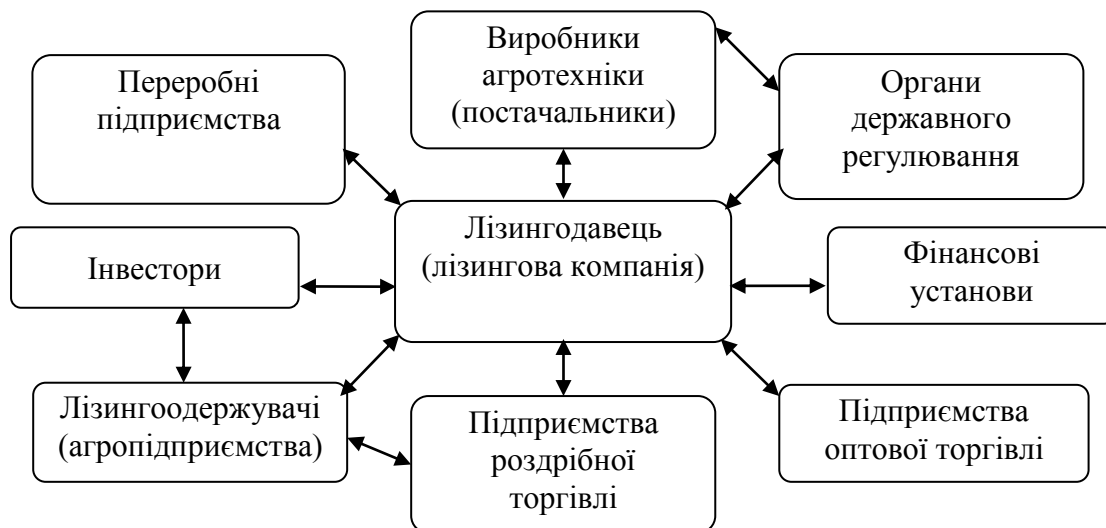 Переробні
підприємства
Виробники
агротехніки
(постачальники)
Органи
державного
регулювання
Інвестори
Лізингодавець
(лізингова компанія)
Фінансові
установи
Лізингоодержувачі
(агропідприємства)
Підприємства
роздрібної
торгівлі
Підприємства
оптової торгівлі